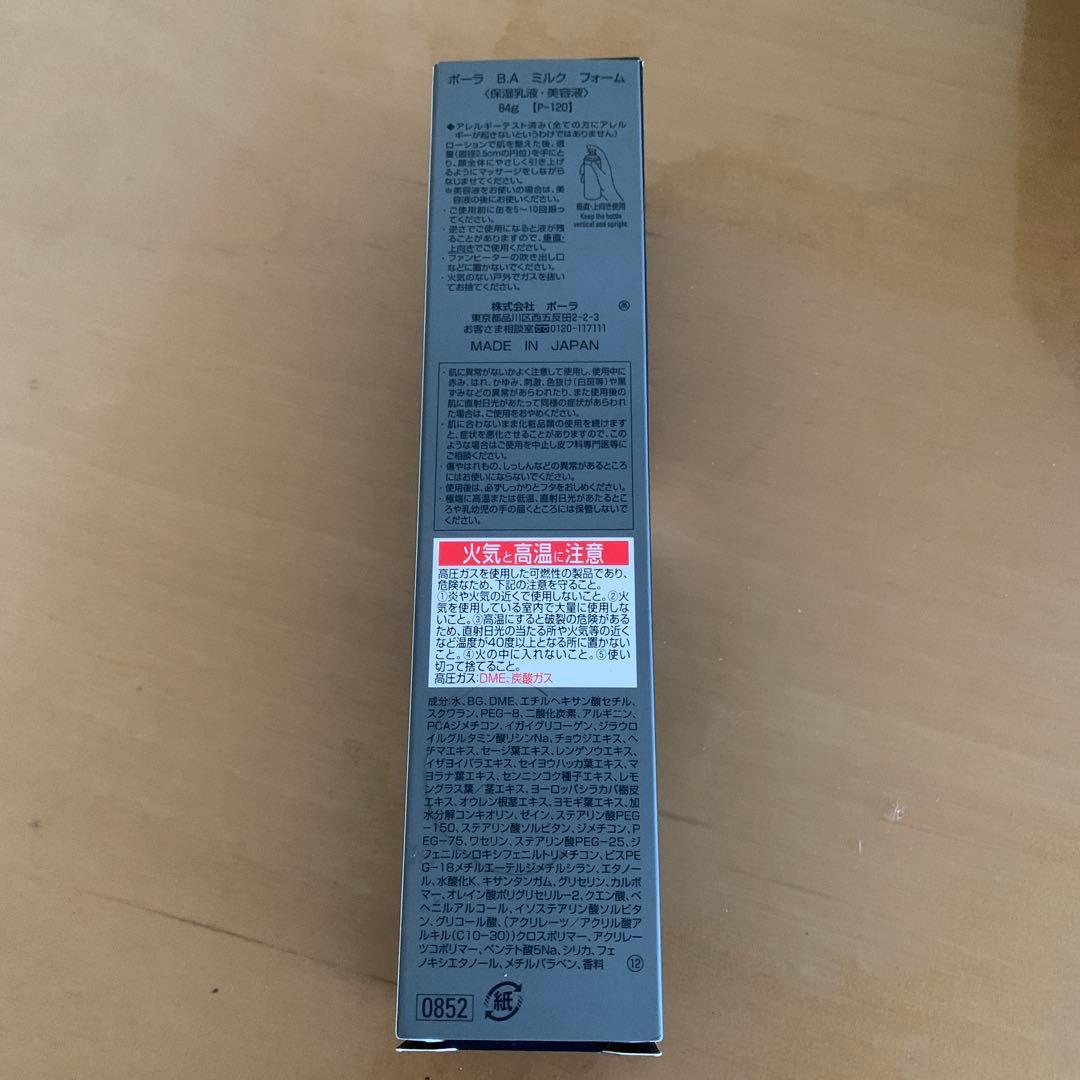 ポーラ B.A ミルク フォーム
〈保湿乳液・美容液〉
84g 【P-120】
◆アレルギーテスト済み(全ての方にアレル
ギーが起きないというわけではありません)
ローションで肌を整えた後、適
量(直径2.5cmの円位)を手にと
り、顔全体にやさしく引き上げ
るようにマッサージをしながら
なじませてください。
※美容液をお使いの場合は、美
容液の後にお使いください。
・ご使用前に缶を5〜10回振っ
てください。
・逆さでご使用になると液が残
ることがありますので、垂直・
上向きでご使用ください。
・ファンヒーターの吹き出し口
などに置かないでください。
・火気のない戸外でガスを抜い
てお捨てください。
垂直・上向き使用
Keep the bottle
vertical and upright.
株式会社 ポーラ
東京都品川区西五反田2-2-3
お客さま相談室0120-117111
MADE IN JAPAN
・肌に異常がないかよく注意して使用し、使用中に
赤み、はれ、かゆみ、刺激、色抜け(白斑等)や黒
ずみなどの異常があらわれたり、また使用後の
肌に直射日光があたって同様の症状があらわれ
た場合は、ご使用をおやめください。
・肌に合わないまま化粧品類の使用を続けます
と、症状を悪化させることがありますので、この
ような場合はご使用を中止し皮フ科専門医等に
ご相談ください。
・傷やはれもの、しっしんなどの異常があるところ
にはお使いにならないでください。
・使用後は、必ずしっかりとフタをおしめください。
・極端に高温または低温、直射日光があたるとこ
ろや乳幼児の手の届くところには保管しないで
ください。
火気と高温に注意
高圧ガスを使用した可燃性の製品であり、
危険なため、下記の注意を守ること。
①炎や火気の近くで使用しないこと。②火
気を使用している室内で大量に使用しな
いこと。③高温にすると破裂の危険がある
ため、直射日光の当たる所や火気等の近く
など温度が40度以上となる所に置かない
こと。④火の中に入れないこと。⑤使い
切って捨てること。
高圧ガス:DME、炭酸ガス
成分:水、BG、DME、エチルヘキサン酸セチル、
スクワラン、PEG-8、二酸化炭素、アルギニン、
PCAジメチコン、イガイグリコーゲン、ジラウロ
イルグルタミン酸リシンNa、チョウジエキス、ヘ
チマエキス、セージ葉エキス、レンゲソウエキス、
イザヨイバラエキス、セイヨウハッカ葉エキス、マ
ヨラナ葉エキス、センニンコク種子エキス、レモ
ングラス葉/茎エキス、ヨーロッパシラカバ樹皮
エキス、オウレン根茎エキス、ヨモギ葉エキス、加
水分解コンキオリン、ゼイン、ステアリン酸PEG
-150、ステアリン酸ソルビタン、ジメチコン、P
EG-75、ワセリン、ステアリン酸PEG-25、ジ
フェニルシロキシフェニルトリメチコン、ビスPE
G-18メチルエーテルジメチルシラン、エタノー
ル、水酸化K、キサンタンガム、グリセリン、カルボ
マー、オレイン酸ポリグリセリル-2、クエン酸、ベ
ヘニルアルコール、イソステアリン酸ソルビタ
ン、グリコール酸、(アクリレーツ/アクリル酸ア
ルキル(C10-30))クロスポリマー、アクリレー
ツコポリマー、ペンテト酸5Na、シリカ、フェ
ノキシエタノール、メチルパラベン、香料 ⑫
0852 紙